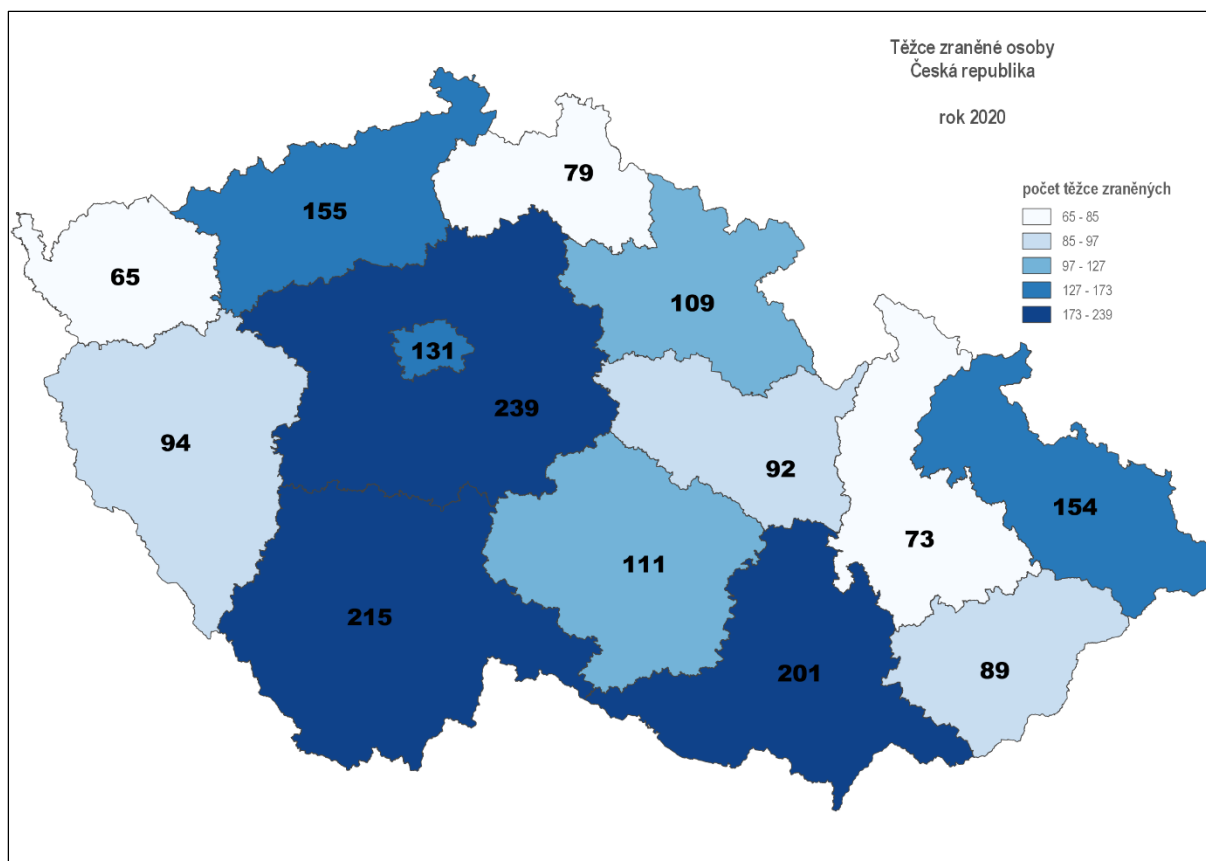 Těžce zraněné osoby
Česká republika
rok 2020
počet těžce zraněných
65 - 85
85 - 97
97 - 127
127 - 173
173 - 239
79
155
65
109
131
239
94
92
154
73
111
215
201
89